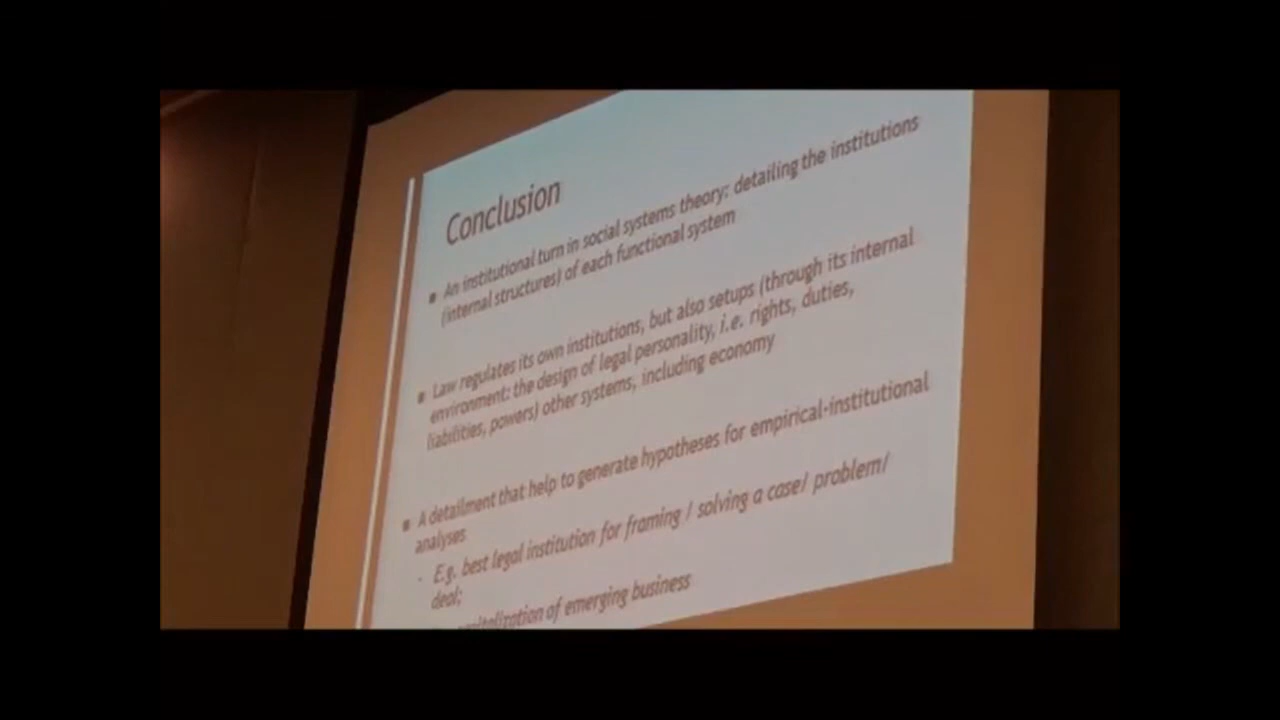 Conclusion
▪ An institutional turn in social systems theory: detailing the institutions
(internal structures) of each functional system
▪ Law regulates its own institutions, but also setups (through its internal
environment: the design of legal personality, i.e. rights, duties,
liabilities, powers) other systems, including economy
▪ A detailment that help to generate hypotheses for empirical-institutional
analyses
- E.g. best legal institution for framing / solving a case/ problem/
deal;
of emerging business